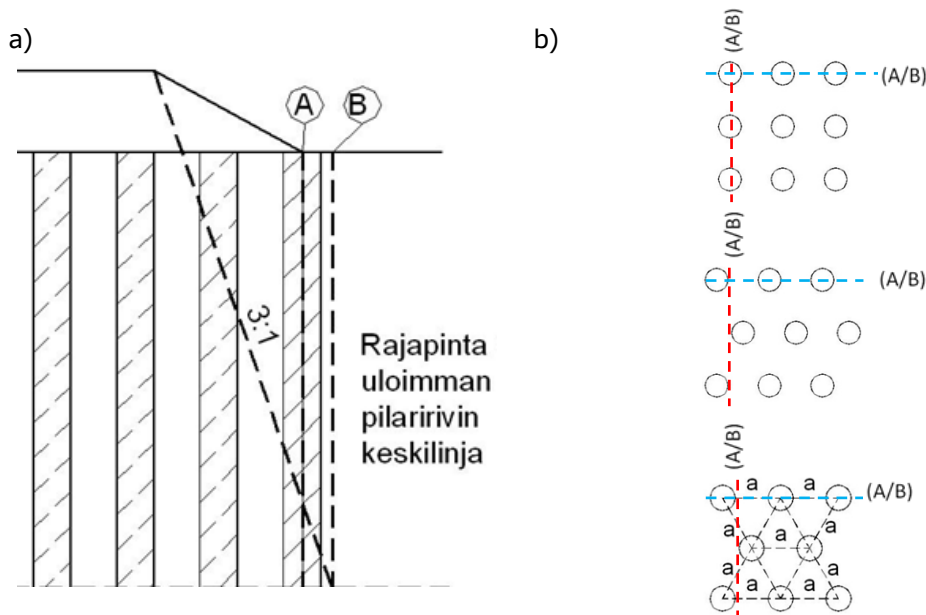 a)
A
B
3:1
Rajapinta
uloimman
pilaririvin
keskilinja
b)
(A/B)
(A/B)
(A/B)
(A/B)
(A/B)
(A/B)
a a
a a a
a a
a a